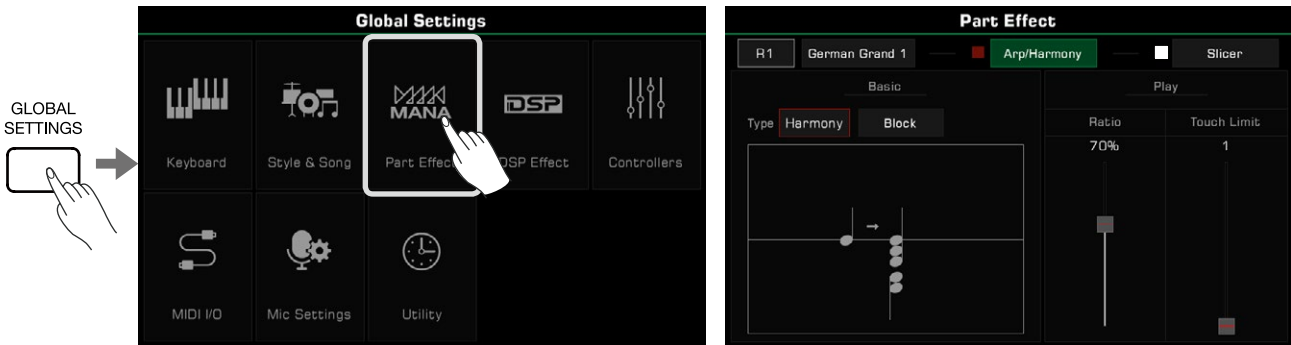 GLOBAL
SETTINGS
Global Settings
Keyboard
Style & Song
MANA
Part Effect
DSP
DSP Effect
Controllers
MIDI I/O
Mic Settings
Utility
Part Effect
R1
German Grand 1
Arp/Harmony
Slicer
Basic
Type
Harmony
Block
Play
Ratio
Touch Limit
70%
1